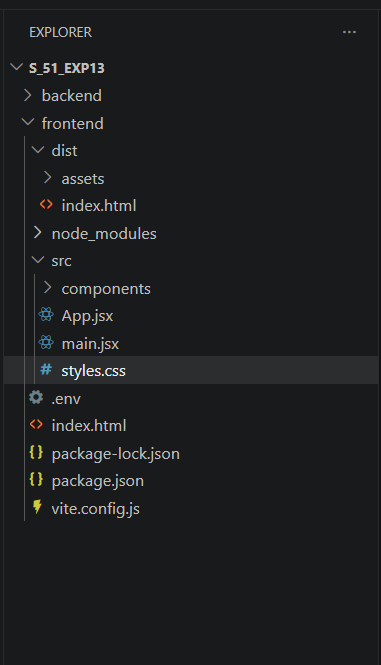 EXPLORER
S_51_EXP13
backend
frontend
dist
assets
index.html
node_modules
src
components
App.jsx
main.jsx
styles.css
.env
index.html
package-lock.json
package.json
vite.config.js